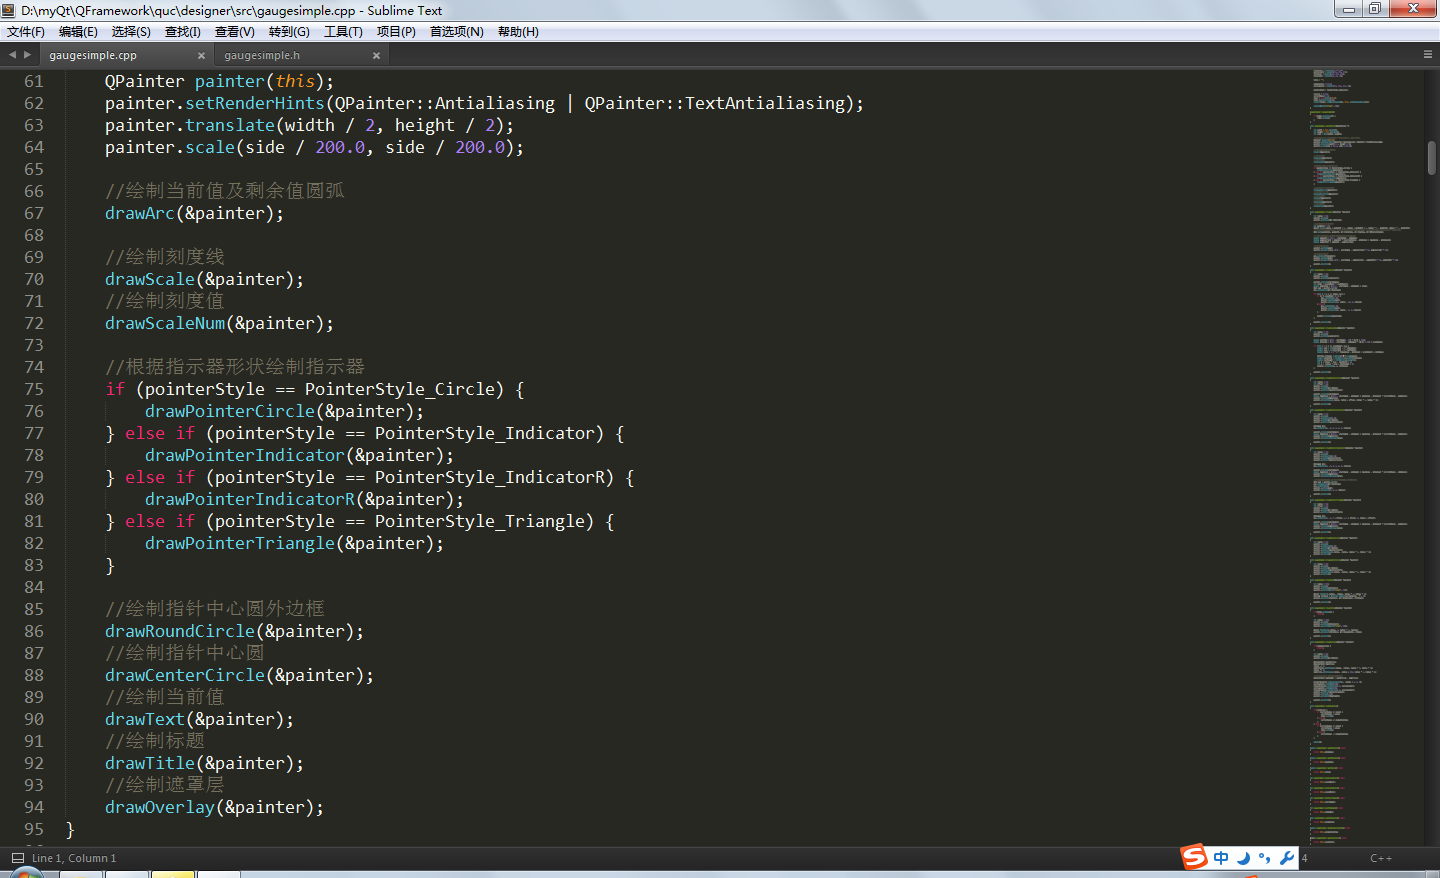 D:\myQt\QFramework\quc\designer\src\gaugesimple.cpp - Sublime Text
文件(F) 编辑(E) 选择(S) 查找(I) 查看(V) 转到(G) 工具(T) 项目(P) 首选项(N) 帮助(H)
gaugesimple.cpp × gaugesimple.h ×
61 QPainter painter(this);
62 painter.setRenderHints(QPainter::Antialiasing | QPainter::TextAntialiasing);
63 painter.translate(width / 2, height / 2);
64 painter.scale(side / 200.0, side / 200.0);
65
66 //绘制当前值及剩余值圆弧
67 drawArc(&painter);
68
69 //绘制刻度线
70 drawScale(&painter);
71 //绘制刻度值
72 drawScaleNum(&painter);
73
74 //根据指示器形状绘制指示器
75 if (pointerStyle == PointerStyle_Circle) {
76 drawPointerCircle(&painter);
77 } else if (pointerStyle == PointerStyle_Indicator) {
78 drawPointerIndicator(&painter);
79 } else if (pointerStyle == PointerStyle_IndicatorR) {
80 drawPointerIndicatorR(&painter);
81 } else if (pointerStyle == PointerStyle_Triangle) {
82 drawPointerTriangle(&painter);
83 }
84
85 //绘制指针中心圆外边框
86 drawRoundCircle(&painter);
87 //绘制指针中心圆
88 drawCenterCircle(&painter);
89 //绘制当前值
90 drawText(&painter);
91 //绘制标题
92 drawTitle(&painter);
93 //绘制遮罩层
94 drawOverlay(&painter);
95 }
Line 1, Column 1 S 中 4 C++